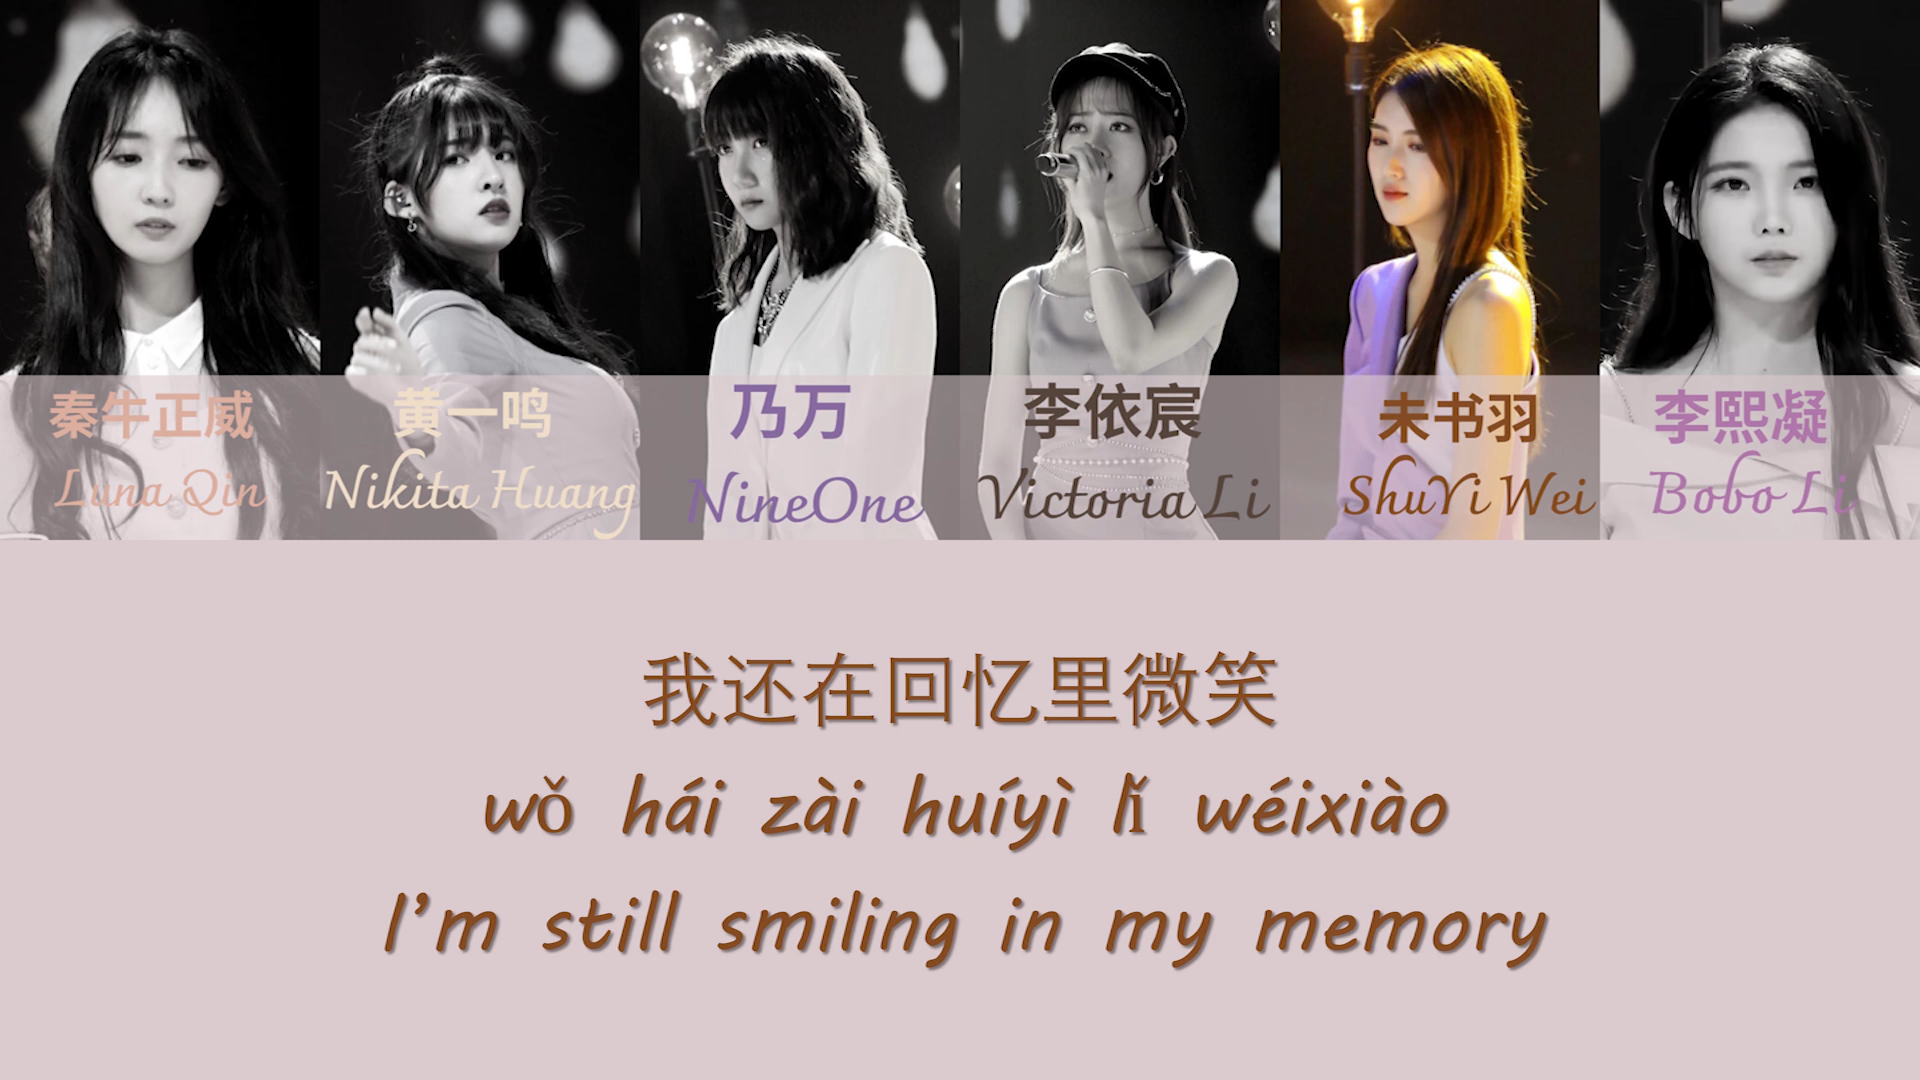 秦牛正威 黄一鸣 乃万 李依宸 未书羽 李熙凝
Luna Qin Nikita Huang NineOne Victoria Li ShuYi Wei Bobo Li
我还在回忆里微笑
wǒ hái zài huíyì lǐ wéixiào
I'm still smiling in my memory